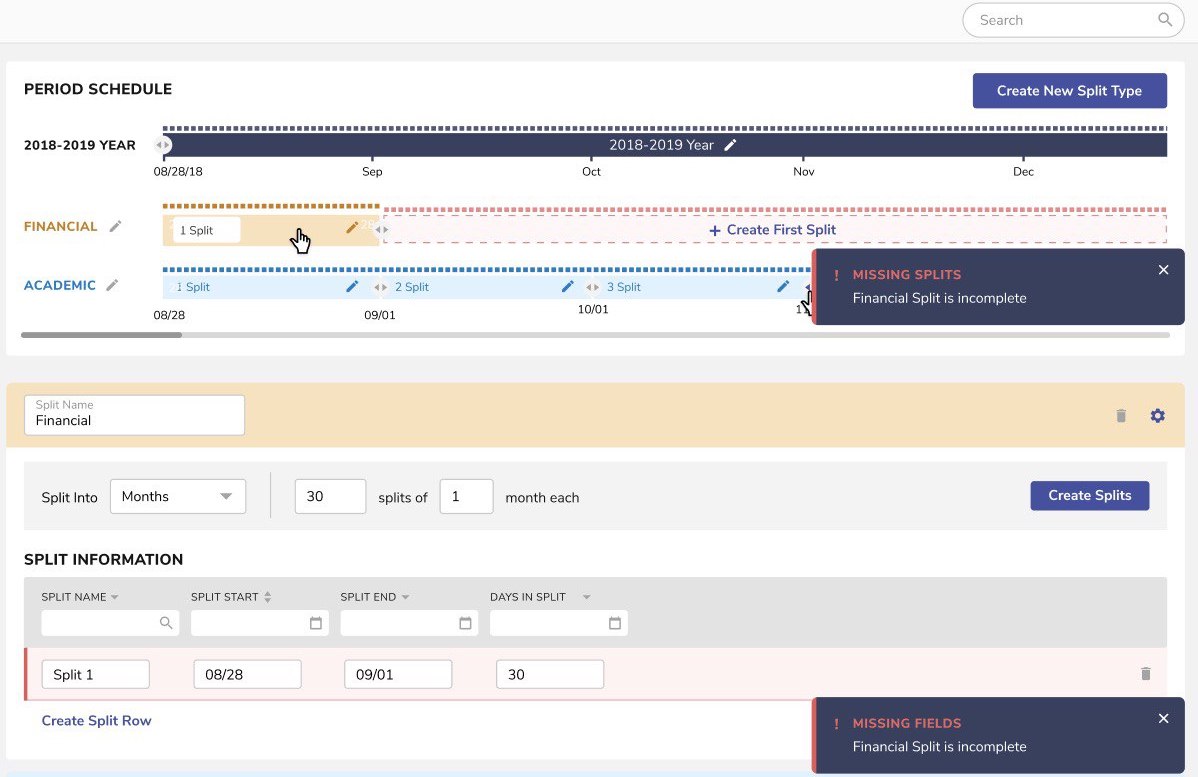 Search
PERIOD SCHEDULE
Create New Split Type
2018-2019 YEAR
2018-2019 Year
08/28/18 Sep Oct Nov Dec
FINANCIAL
1 Split
+ Create First Split
ACADEMIC
1 Split 2 Split 3 Split
08/28 09/01 10/01
! MISSING SPLITS
Financial Split is incomplete
Split Name
Financial
Split Into Months 30 splits of 1 month each
Create Splits
SPLIT INFORMATION
SPLIT NAME SPLIT START SPLIT END DAYS IN SPLIT
Split 1 08/28 09/01 30
Create Split Row
! MISSING FIELDS
Financial Split is incomplete